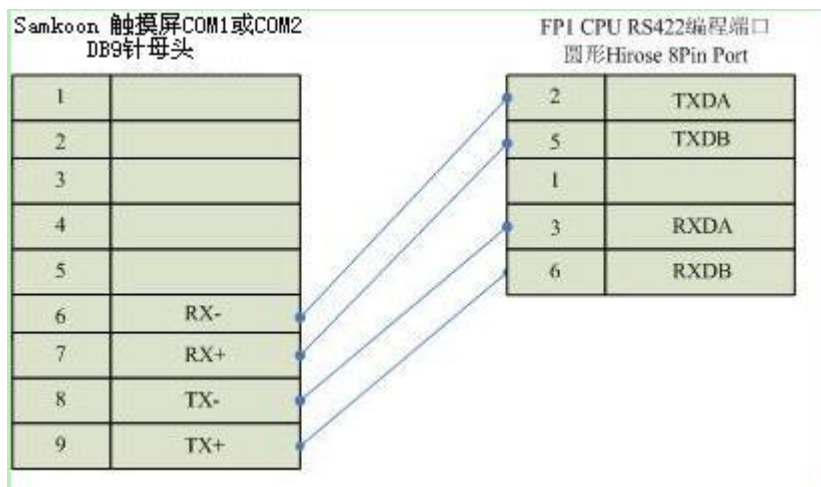 Samkoon 触摸屏COM1或COM2
DB9针母头
FP1 CPU RS422编程端口
圆形Hirose 8Pin Port
1
2
3
4
5
6 RX-
7 RX+
8 TX-
9 TX+
2 TXDA
5 TXDB
1
3 RXDA
6 RXDB